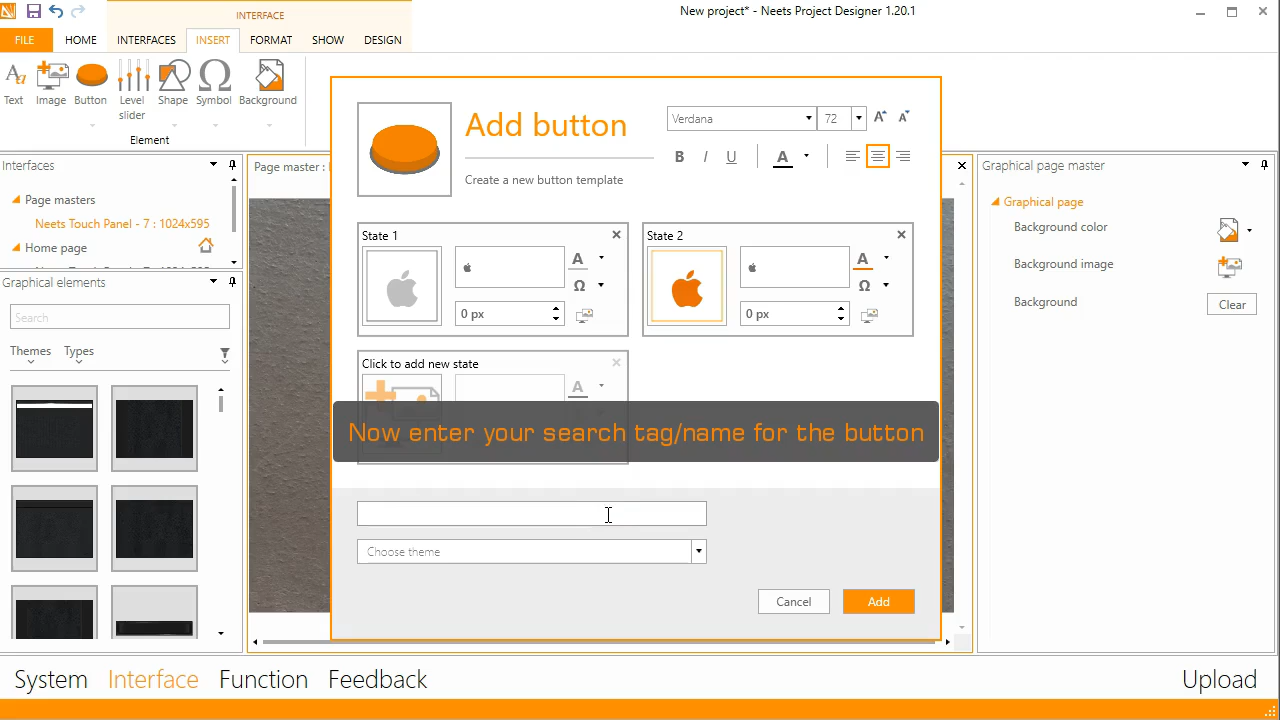 INTERFACE
New project* - Neets Project Designer 1.20.1
FILE HOME INTERFACES INSERT FORMAT SHOW DESIGN
Text Image Button Level slider Shape Symbol Background
Element
Add button
Create a new button template
Verdana 72
B I U A
State 1
0 px
A
Ω
State 2
0 px
A
Ω
Click to add new state
A
Now enter your search tag/name for the button
Choose theme
Cancel Add
Interfaces
Page masters
Neets Touch Panel - 7 : 1024x595
Home page
Graphical elements
Search
Themes Types
Page master :
Graphical page master
Graphical page
Background color
Background image
Background Clear
System Interface Function Feedback Upload